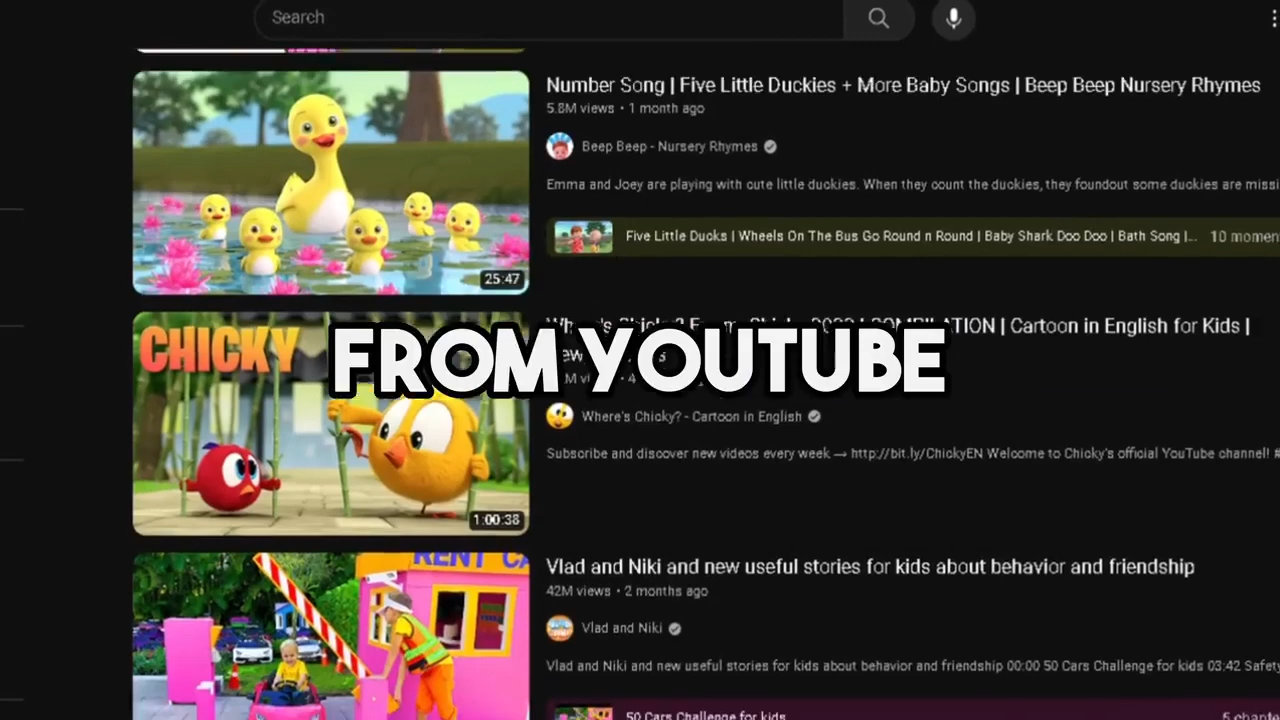 Search
Number Song | Five Little Duckies + More Baby Songs | Beep Beep Nursery Rhymes
5.8M views • 1 month ago
Beep Beep - Nursery Rhymes
Emma and Joey are playing with cute little duckies. When they count the duckies, they foundout some duckies are missi
Five Little Ducks | Wheels On The Bus Go Round n Round | Baby Shark Doo Doo | Bath Song |... 10 momen
25:47
CHICKY
Cartoon in English for Kids |
FROM YOUTUBE
Where's Chicky? - Cartoon in English
Subscribe and discover new videos every week → http://bit.ly/ChickyEN Welcome to Chicky's official YouTube channel! #
1:00:38
RENT CA
Vlad and Niki and new useful stories for kids about behavior and friendship
42M views • 2 months ago
Vlad and Niki
Vlad and Niki and new useful stories for kids about behavior and friendship 00:00 50 Cars Challenge for kids 03:42 Safety
50 Cars Challenge for kids